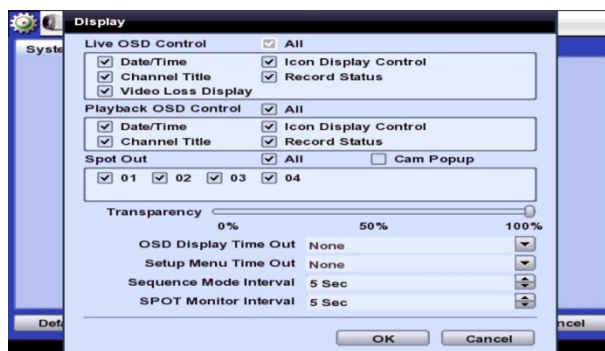 Display
Syste
Live OSD Control All
Date/Time Icon Display Control
Channel Title Record Status
Video Loss Display
Playback OSD Control All
Date/Time Icon Display Control
Channel Title Record Status
Spot Out All Cam Popup
01 02 03 04
Transparency
0% 50% 100%
OSD Display Time Out None
Setup Menu Time Out None
Sequence Mode Interval 5 Sec
SPOT Monitor Interval 5 Sec
Defa ncel
OK Cancel